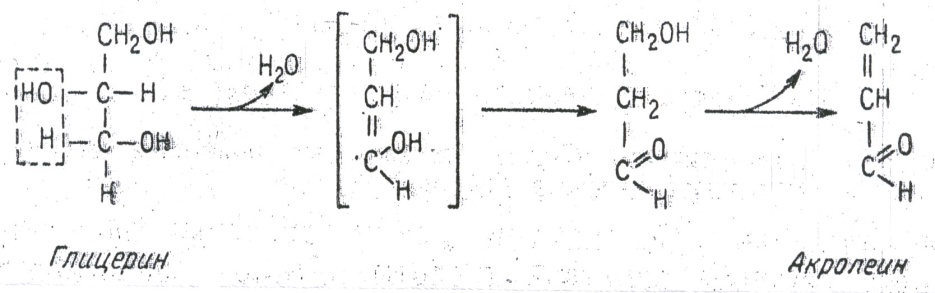 CH₂OH
HO – C – H
H – C – OH
H
H₂O
CH₂OH
CH
C OH
H
CH₂OH
CH₂
C O
H
H₂O
CH₂
CH
C O
H
Глицерин
Акролеин